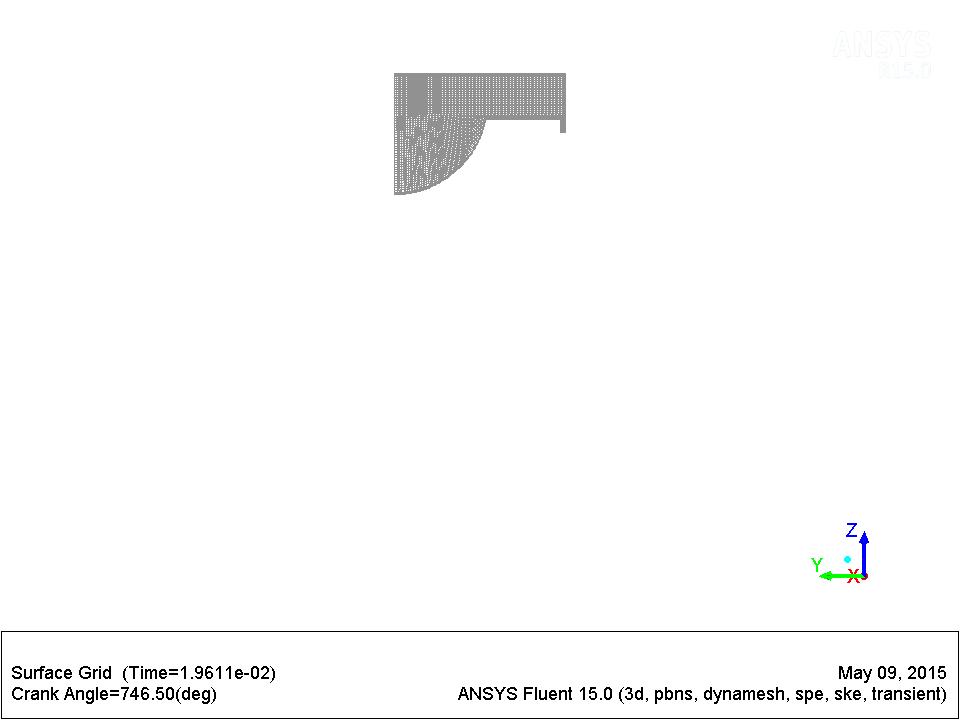 ANSYS
R15.0
Z
Y
X
Surface Grid  (Time=1.9611e-02)
Crank Angle=746.50(deg)
May 09, 2015
ANSYS Fluent 15.0 (3d, pbns, dynamesh, spe, ske, transient)